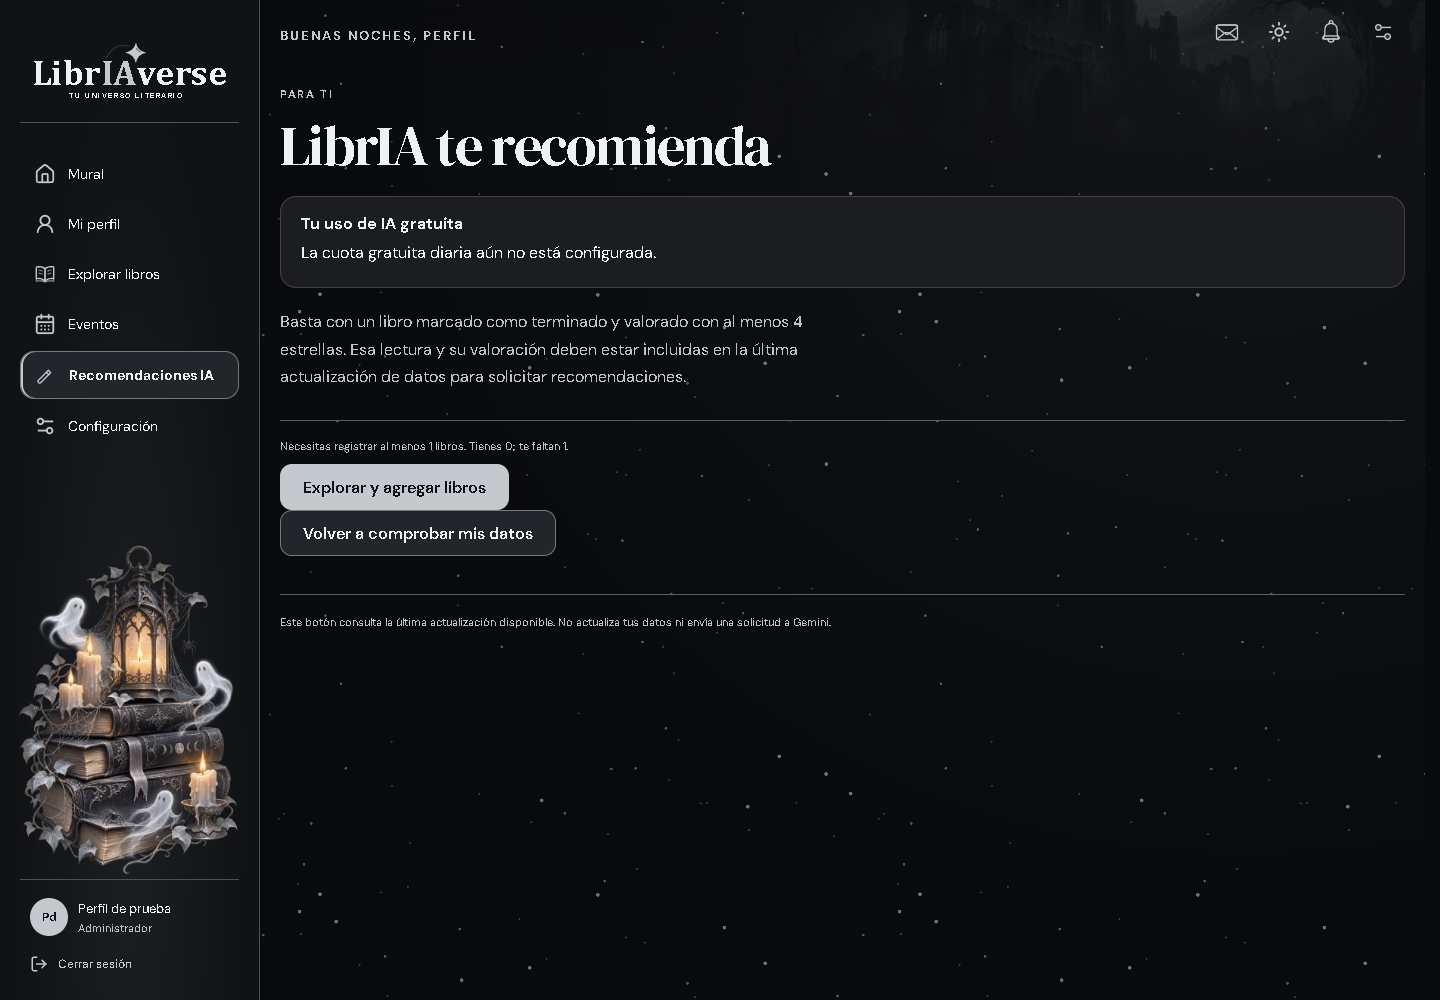 LibrIAverse
TU UNIVERSO LITERARIO
Mural
Mi perfil
Explorar libros
Eventos
Recomendaciones IA
Configuración
Pd
Perfil de prueba
Administrador
Cerrar sesión
BUENAS NOCHES, PERFIL
PARA TI
LibrIA te recomienda
Tu uso de IA gratuita
La cuota gratuita diaria aún no está configurada.
Basta con un libro marcado como terminado y valorado con al menos 4
estrellas. Esa lectura y su valoración deben estar incluidas en la última
actualización de datos para solicitar recomendaciones.
Necesitas registrar al menos 1 libros. Tienes 0; te faltan 1.
Explorar y agregar libros
Volver a comprobar mis datos
Este botón consulta la última actualización disponible. No actualiza tus datos ni envía una solicitud a Gemini.